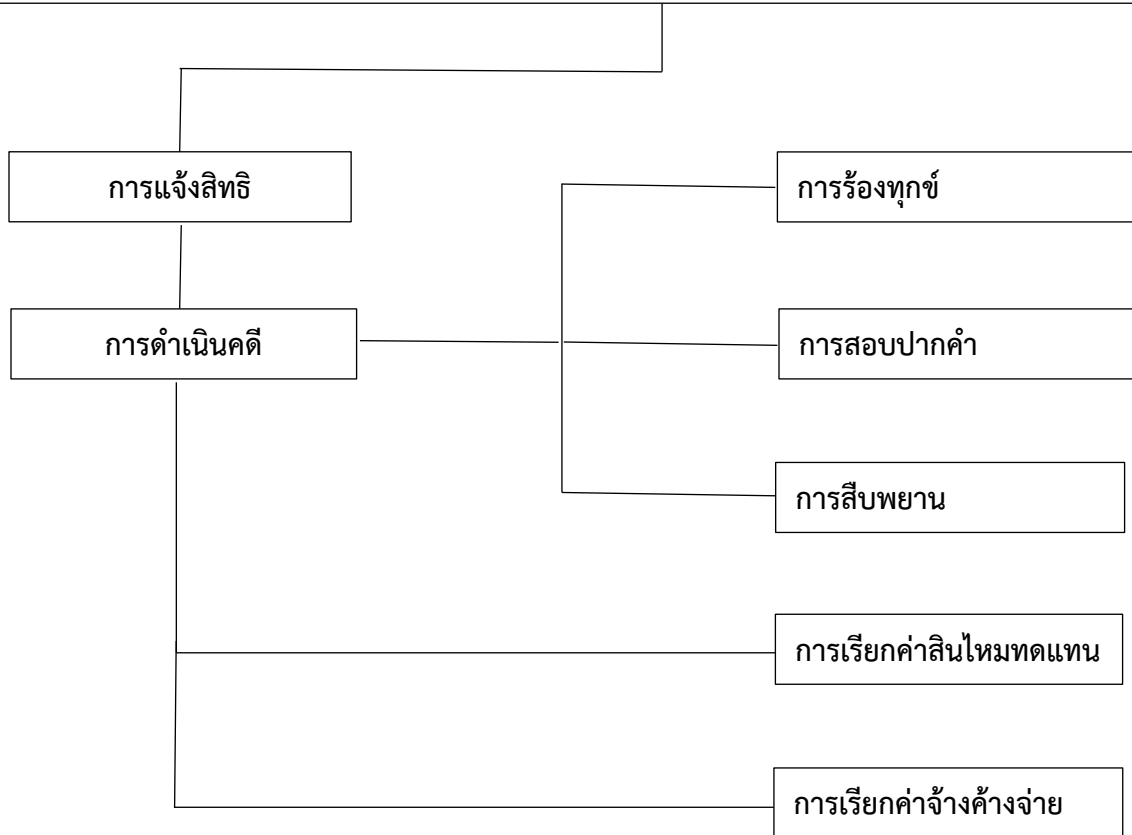 การแจ้งสิทธิ
การร้องทุกข์
การดำเนินคดี
การสอบปากคำ
การสืบพยาน
การเรียกค่าสินไหมทดแทน
การเรียกค่าจ้างค้างจ่าย